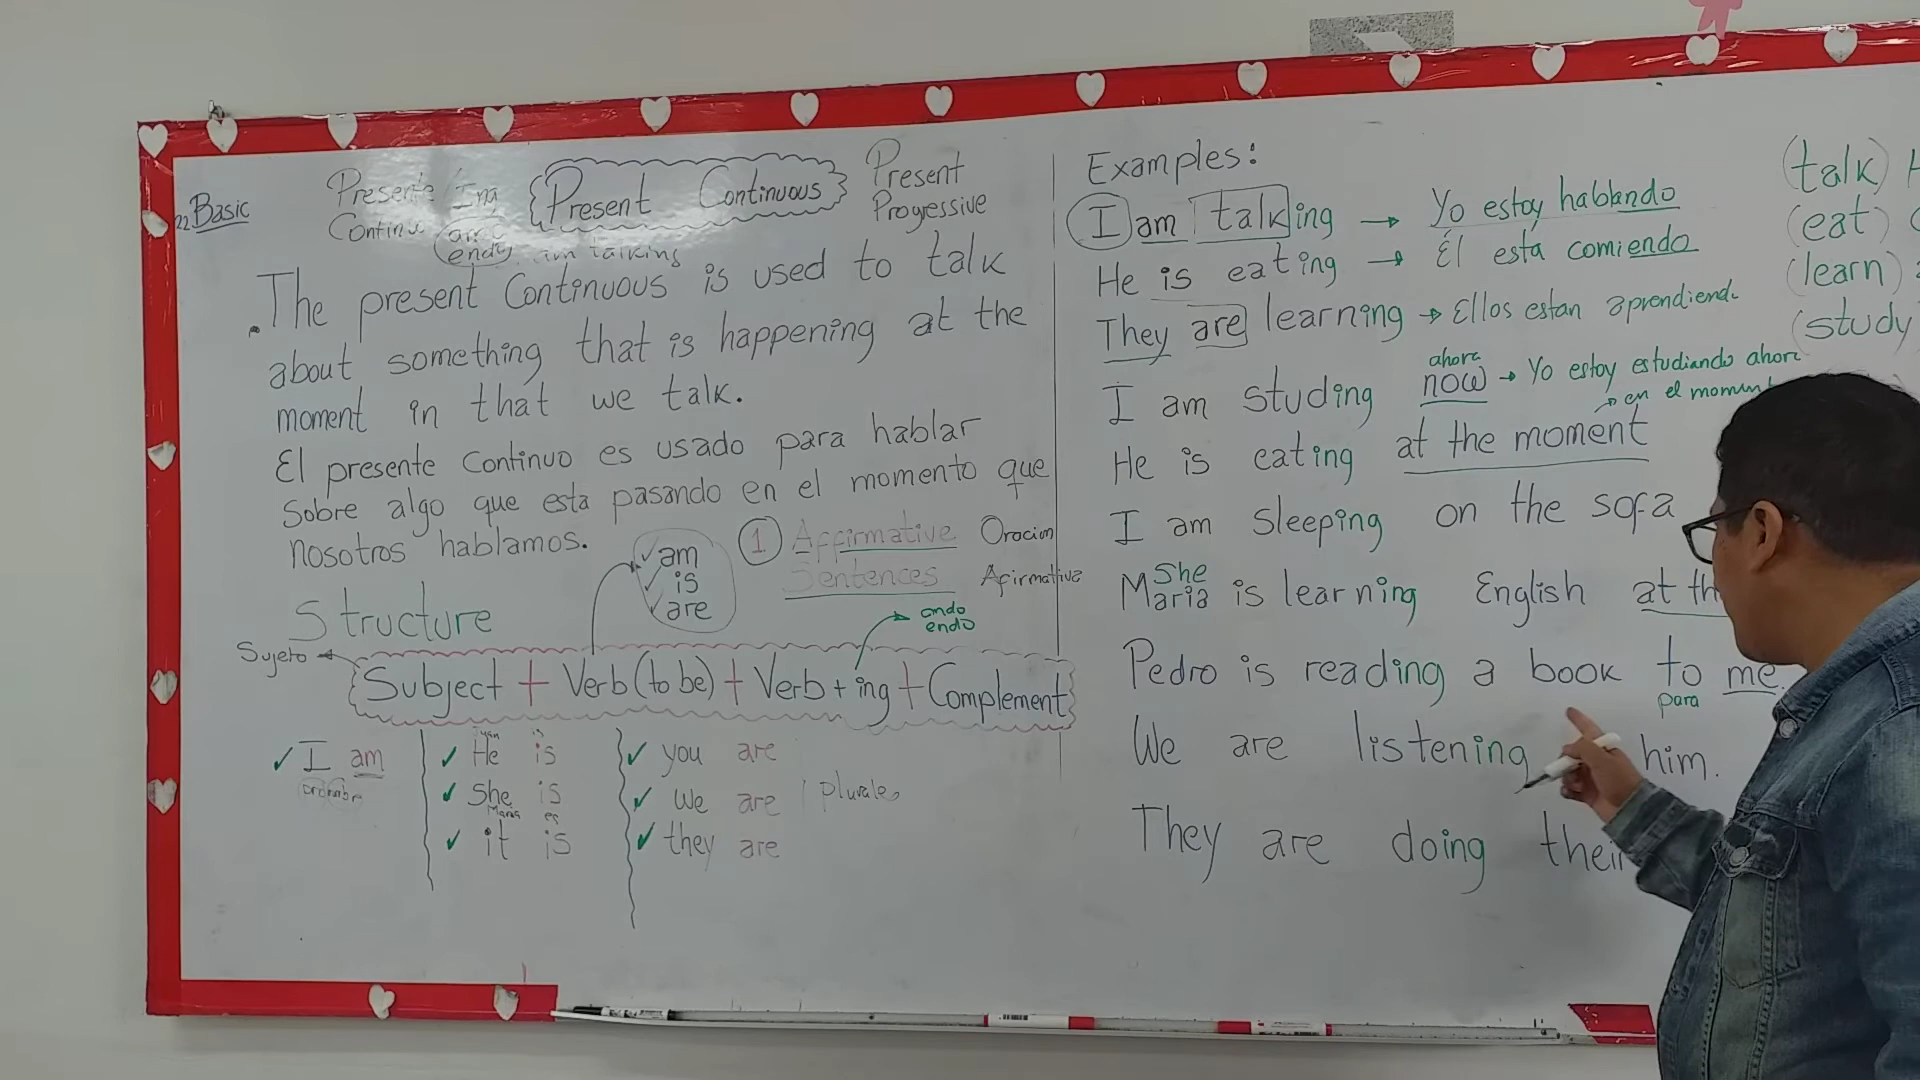 Basic
Presente
Continu
endo
am talking
Present Continuous
Present
Progressive
. The present Continuous is used to talk
about something that is happening at the
moment in that we talk.
El presente Continuo es usado para hablar
Sobre algo que esta pasando en el momento que
nosotros hablamos.
✓ am
✓ is
✓ are
1 Affirmative Oracion
Sentences Afirmativa
Structure
ando
endo
Sujeto
Subject + Verb (to be) + Verb + ing + Complement
✓ I am
✓ He is
✓ She is
Maria es
✓ it is
✓ you are
✓ We are
✓ they are
plurales
Examples:
I am talking → Yo estoy hablando
He is eating → Él esta comiendo
They are learning → Ellos estan aprendiendo
ahora
I am studing now → Yo estoy estudiando ahora
→ en el moment
He is eating at the moment
I am sleeping on the sofa
She
Maria is learning English at th
Pedro is reading a book to me.
para
We are listening him.
They are doing their
(talk)
(eat)
(learn)
(study)